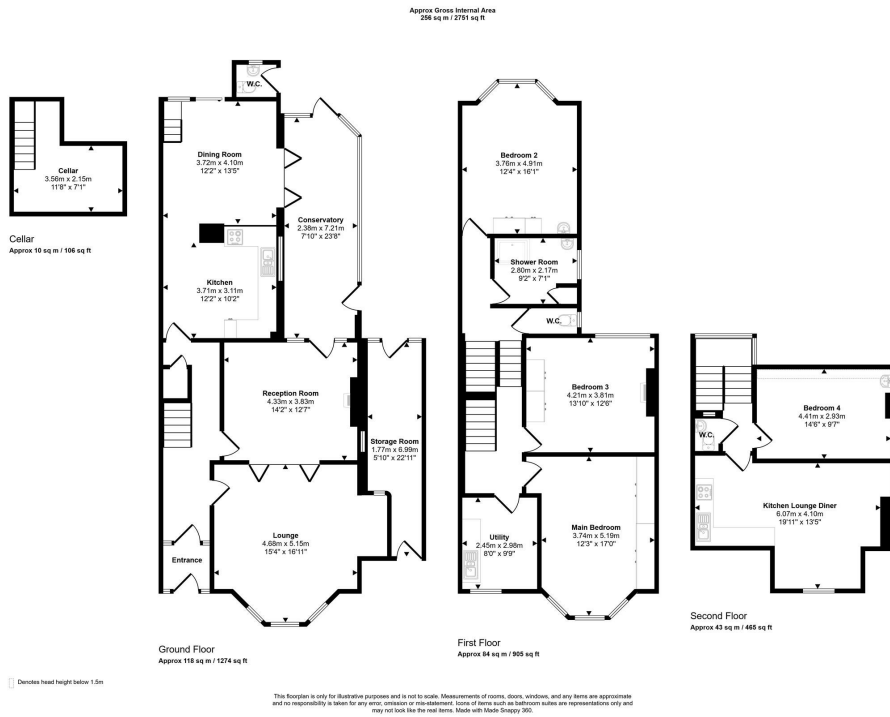 Approx Gross Internal Area
256 sq m / 2751 sq ft
W.C.
Dining Room
3.72m x 4.10m
12'2" x 13'5"
Cellar
3.56m x 2.15m
11'8" x 7'1"
Conservatory
2.38m x 7.21m
7'10" x 23'8"
Kitchen
3.71m x 3.11m
12'2" x 10'2"
Cellar
Approx 10 sq m / 106 sq ft
Reception Room
4.33m x 3.83m
14'2" x 12'7"
Storage Room
1.77m x 6.99m
5'10" x 22'11"
Lounge
4.68m x 5.15m
15'4" x 16'11"
Entrance
Ground Floor
Approx 118 sq m / 1274 sq ft
Bedroom 2
3.76m x 4.91m
12'4" x 16'1"
Shower Room
2.80m x 2.17m
9'2" x 7'1"
W.C.
Bedroom 3
4.21m x 3.81m
13'10" x 12'6"
Utility
2.45m x 2.98m
8'0" x 9'9"
Main Bedroom
3.74m x 5.19m
12'3" x 17'0"
First Floor
Approx 84 sq m / 905 sq ft
Bedroom 4
4.41m x 2.93m
14'6" x 9'7"
W.C.
Kitchen Lounge Diner
6.07m x 4.10m
19'11" x 13'5"
Second Floor
Approx 43 sq m / 465 sq ft
Denotes head height below 1.5m
This floorplan is only for illustrative purposes and is not to scale. Measurements of rooms, doors, windows, and any items are approximate
and no responsibility is taken for any error, omission or mis-statement. Icons of items such as bathroom suites are representations only and
may not look like the real items. Made with Made Snappy 360.